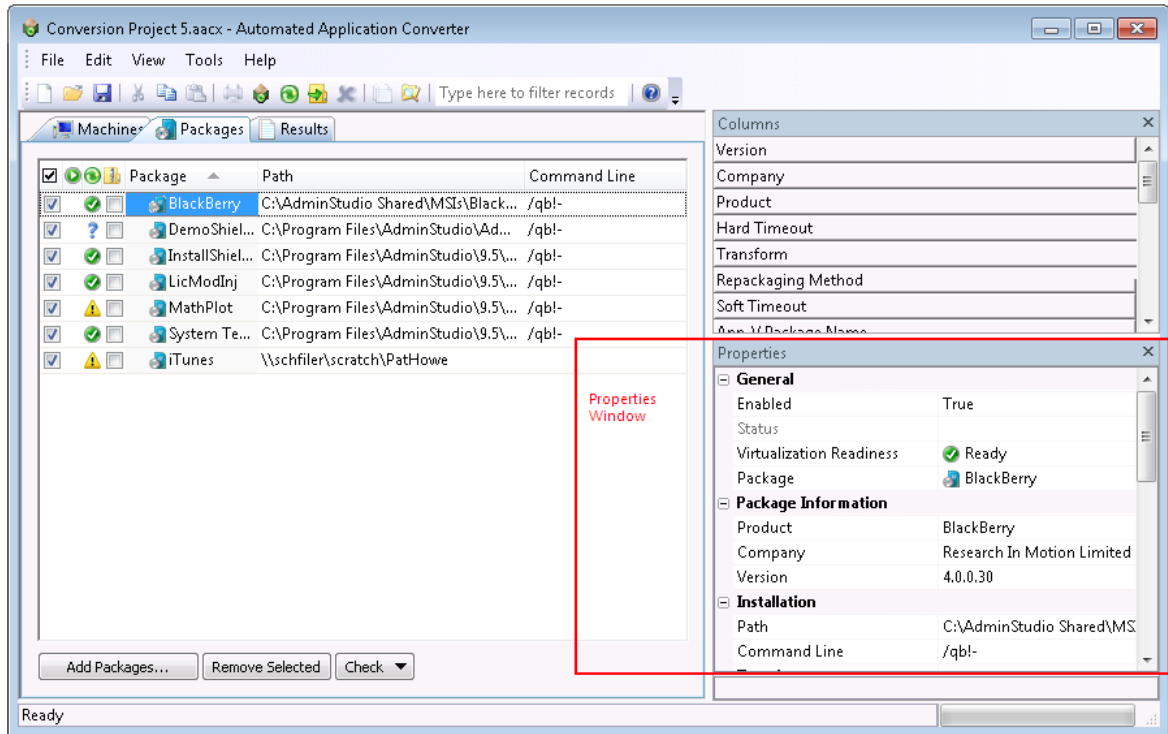 Conversion Project 5.aacx - Automated Application Converter
File Edit View Tools Help
Type here to filter records
Machines Packages Results
Package Path Command Line
BlackBerry C:\AdminStudio Shared\MSIs\Black... /qb!-
DemoShiel... C:\Program Files\AdminStudio\Ad... /qb!-
InstallShiel... C:\Program Files\AdminStudio\9.5\... /qb!-
LicModInj C:\Program Files\AdminStudio\9.5\... /qb!-
MathPlot C:\Program Files\AdminStudio\9.5\... /qb!-
System Te... C:\Program Files\AdminStudio\9.5\... /qb!-
iTunes \\schfiler\scratch\PatHowe
Add Packages... Remove Selected Check
Columns
Version
Company
Product
Hard Timeout
Transform
Repackaging Method
Soft Timeout
App-V Package Name
Properties
Window
Properties
General
Enabled True
Status
Virtualization Readiness Ready
Package BlackBerry
Package Information
Product BlackBerry
Company Research In Motion Limited
Version 4.0.0.30
Installation
Path C:\AdminStudio Shared\MS
Command Line /qb!-
Ready